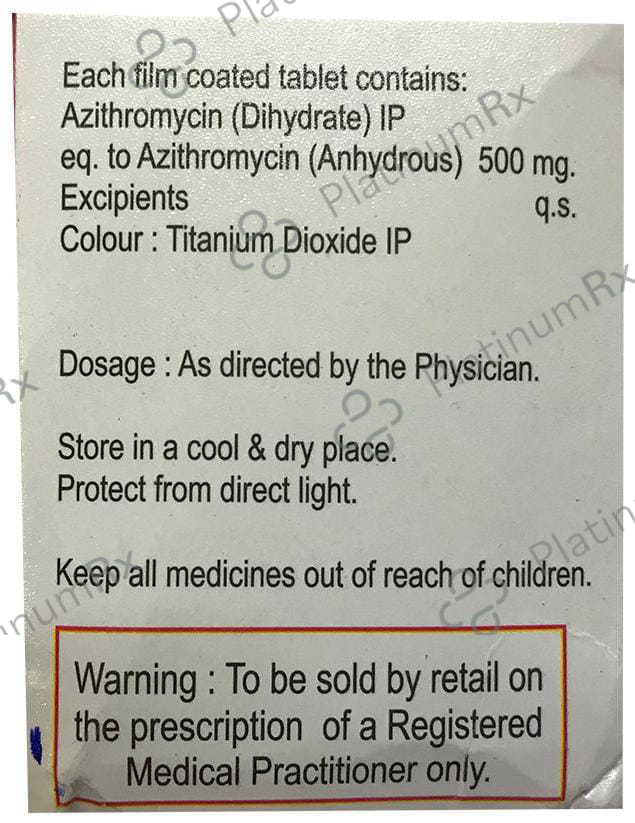 Each film coated tablet contains:
Azithromycin (Dihydrate) IP
eq. to Azithromycin (Anhydrous) 500 mg.
Excipients q.s.
Colour : Titanium Dioxide IP
Dosage : As directed by the Physician.
Store in a cool & dry place.
Protect from direct light.
Keep all medicines out of reach of children.
Warning : To be sold by retail on
the prescription of a Registered
Medical Practitioner only.
PlatinumRx
PlatinumRx